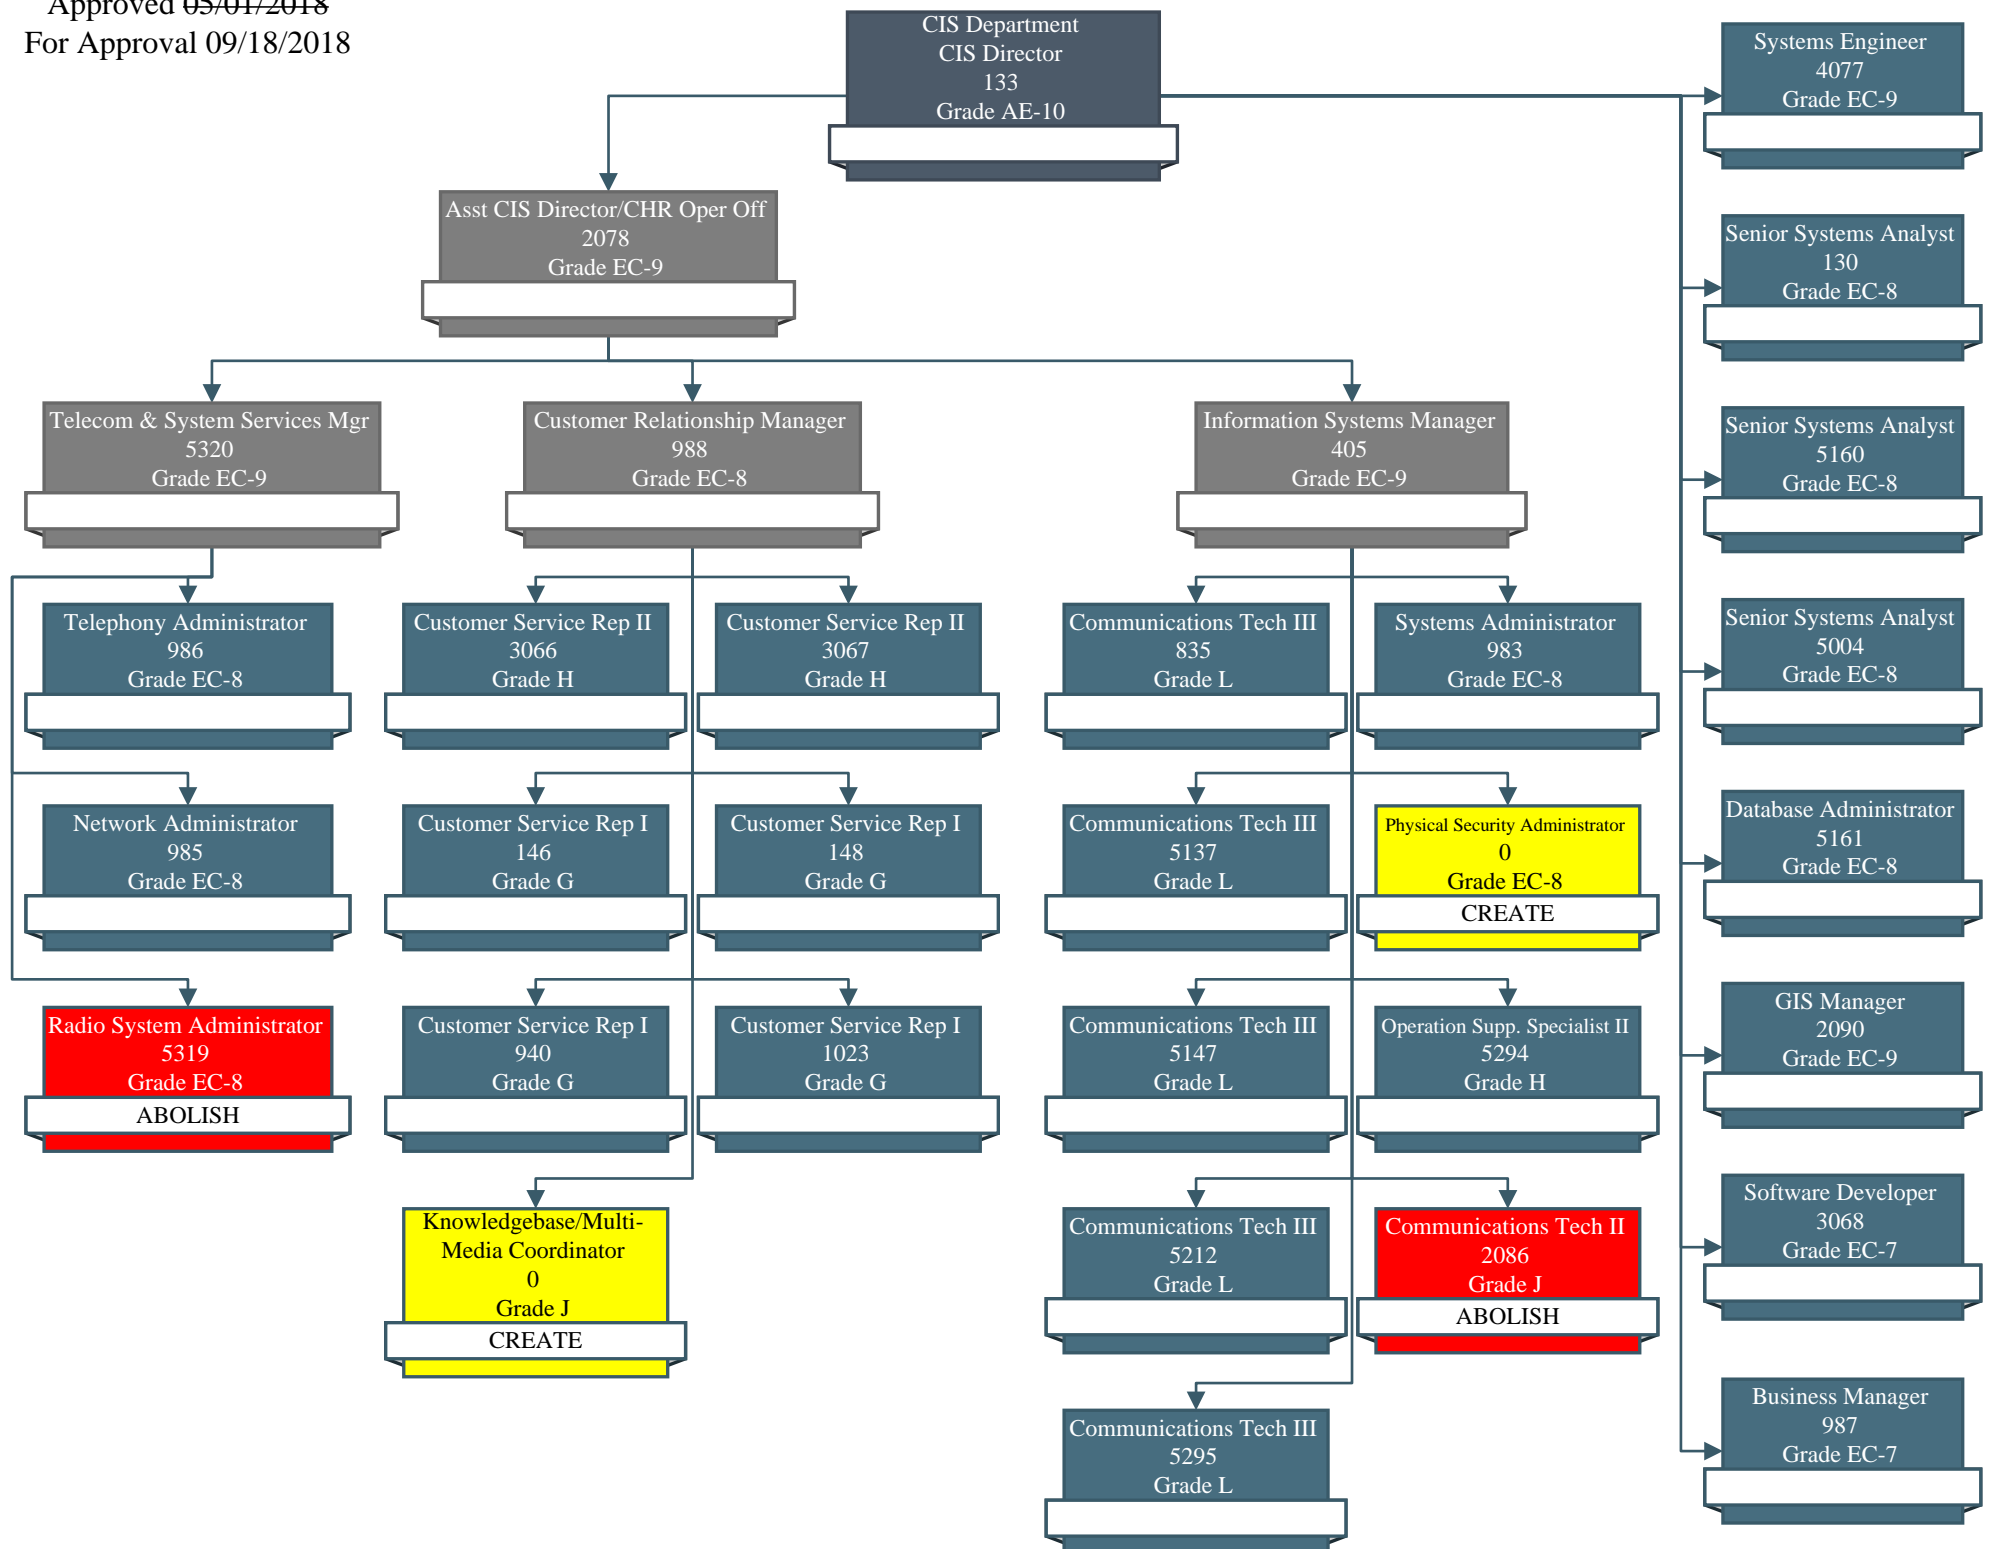 Approved 05/01/2018
For Approval 09/18/2018
CIS Department
CIS Director
133
Grade AE-10
Systems Engineer
4077
Grade EC-9
Asst CIS Director/CHR Oper Off
2078
Grade EC-9
Senior Systems Analyst
130
Grade EC-8
Telecom & System Services Mgr
5320
Grade EC-9
Customer Relationship Manager
988
Grade EC-8
Information Systems Manager
405
Grade EC-9
Senior Systems Analyst
5160
Grade EC-8
Telephony Administrator
986
Grade EC-8
Customer Service Rep II
3066
Grade H
Customer Service Rep II
3067
Grade H
Communications Tech III
835
Grade L
Systems Administrator
983
Grade EC-8
Senior Systems Analyst
5004
Grade EC-8
Network Administrator
985
Grade EC-8
Customer Service Rep I
146
Grade G
Customer Service Rep I
148
Grade G
Communications Tech III
5137
Grade L
Physical Security Administrator
0
Grade EC-8
CREATE
Database Administrator
5161
Grade EC-8
Radio System Administrator
5319
Grade EC-8
ABOLISH
Customer Service Rep I
940
Grade G
Customer Service Rep I
1023
Grade G
Communications Tech III
5147
Grade L
Operation Supp. Specialist II
5294
Grade H
GIS Manager
2090
Grade EC-9
Knowledgebase/Multi-
Media Coordinator
0
Grade J
CREATE
Communications Tech III
5212
Grade L
Communications Tech II
2086
Grade J
ABOLISH
Software Developer
3068
Grade EC-7
Communications Tech III
5295
Grade L
Business Manager
987
Grade EC-7